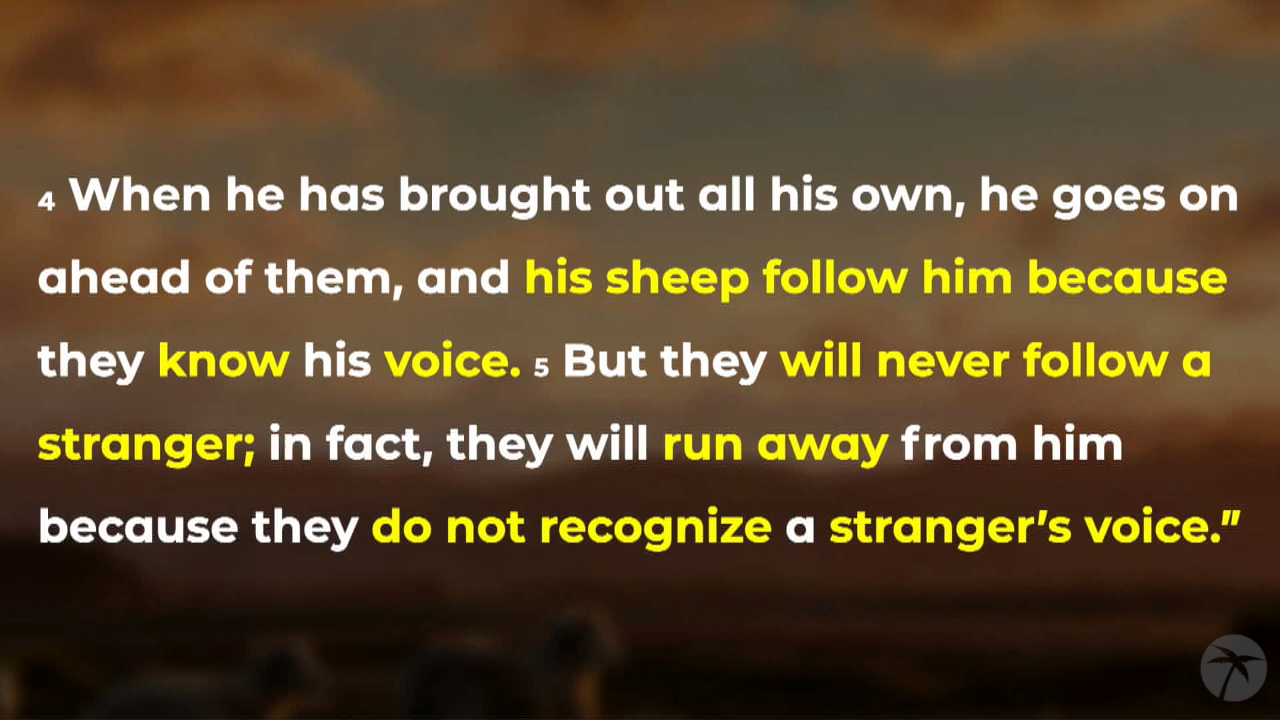 4 When he has brought out all his own, he goes on
ahead of them, and his sheep follow him because
they know his voice. 5 But they will never follow a
stranger; in fact, they will run away from him
because they do not recognize a stranger's voice.”